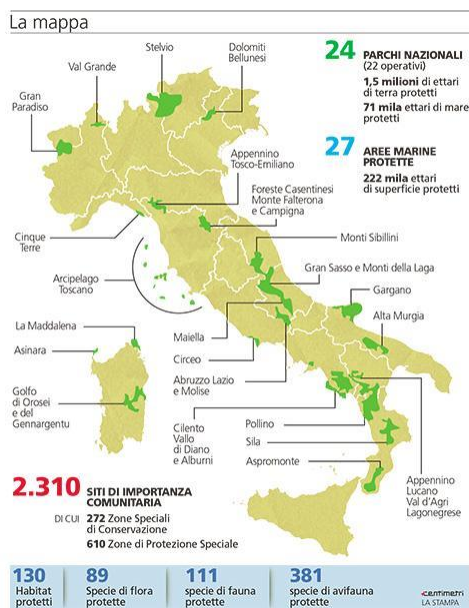 La mappa
Stelvio
Dolomiti
Bellunesi
Val Grande
Gran
Paradiso
24 PARCHI NAZIONALI
(22 operativi)
1,5 milioni di ettari
di terra protetti
71 mila ettari di mare
protetti
27 AREE MARINE
PROTETTE
222 mila ettari
di superficie protetti
Appennino
Tosco-Emiliano
Foreste Casentinesi
Monte Falterona
e Campigna
Cinque
Terre
Monti Sibillini
Gran Sasso e Monti della Laga
Arcipelago
Toscano
Gargano
Alta Murgia
La Maddalena
Asinara
Maiella
Circeo
Abruzzo Lazio
e Molise
Golfo
di Orosei
e del
Gennargentu
Cilento
Vallo
di Diano
e Alburni
Pollino
Sila
Aspromonte
Appennino
Lucano
Val d'Agri
Lagonegrese
2.310 SITI DI IMPORTANZA
COMUNITARIA
DI CUI 272 Zone Speciali
di Conservazione
610 Zone di Protezione Speciale
130
Habitat
protetti
89
Specie di flora
protette
111
specie di fauna
protette
381
specie di avifauna
protette
centimetri
LA STAMPA